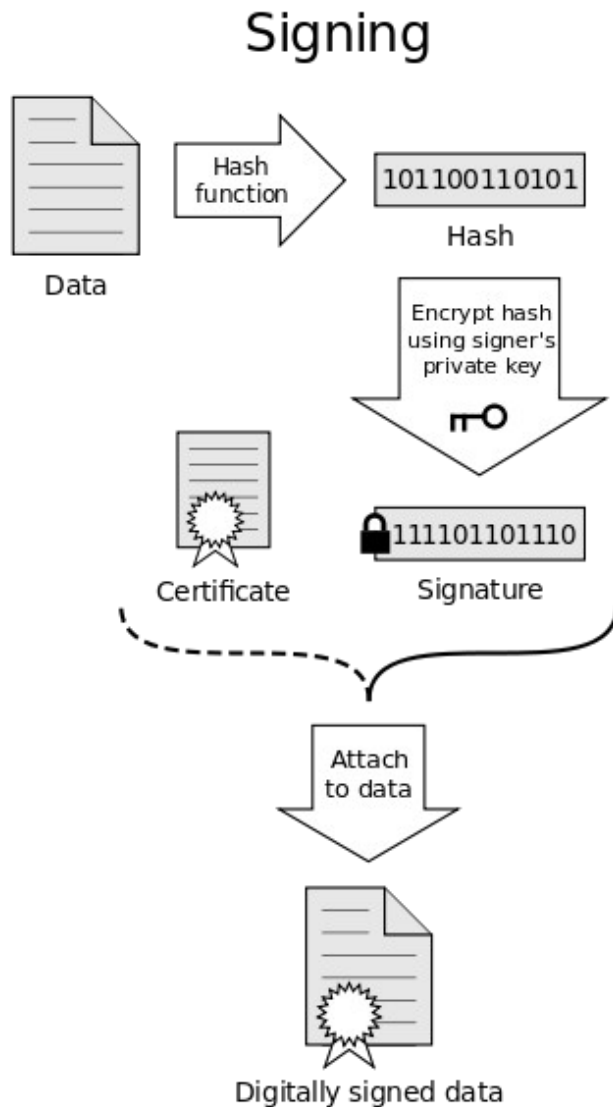 Signing
Hash
function
101100110101
Hash
Data
Encrypt hash
using signer's
private key
111101101110
Certificate
Signature
Attach
to data
Digitally signed data